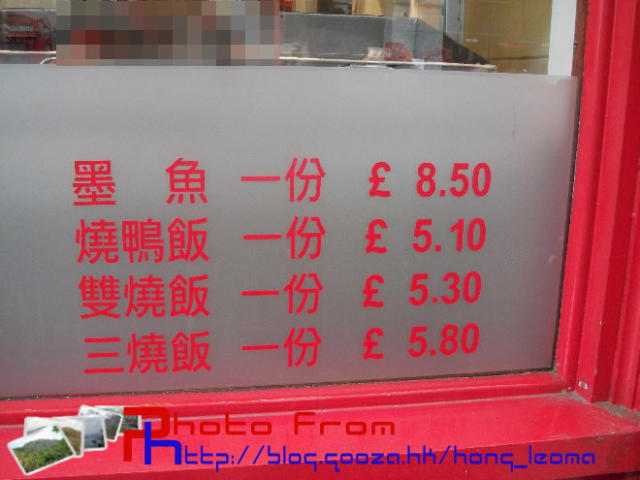 墨 魚 一份 £ 8.50
燒鴨飯 一份 £ 5.10
雙燒飯 一份 £ 5.30
三燒飯 一份 £ 5.80
Photo From
Http://blog.qooza.hk/hong_leoma